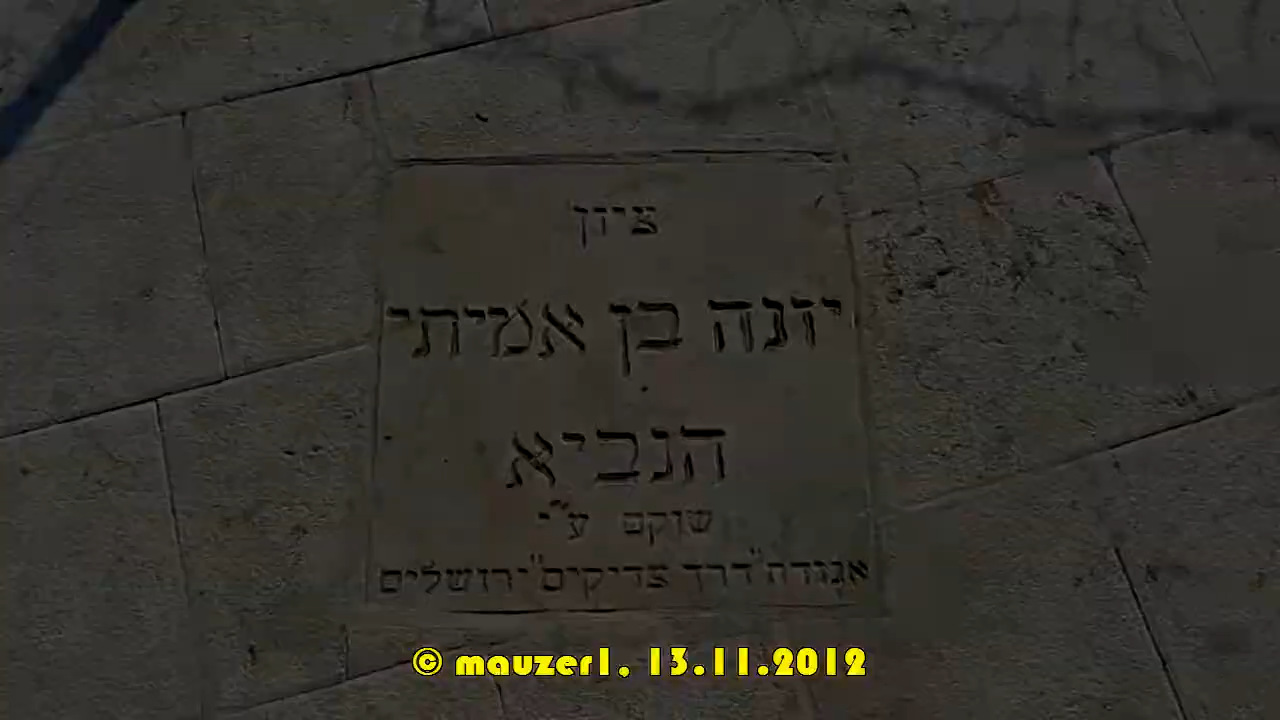 ציון
יונה בן אמיתי
הנביא
שוקם ע"י
אגודה"דרך צדיקים"ירושלים
© mauzer1, 13.11.2012